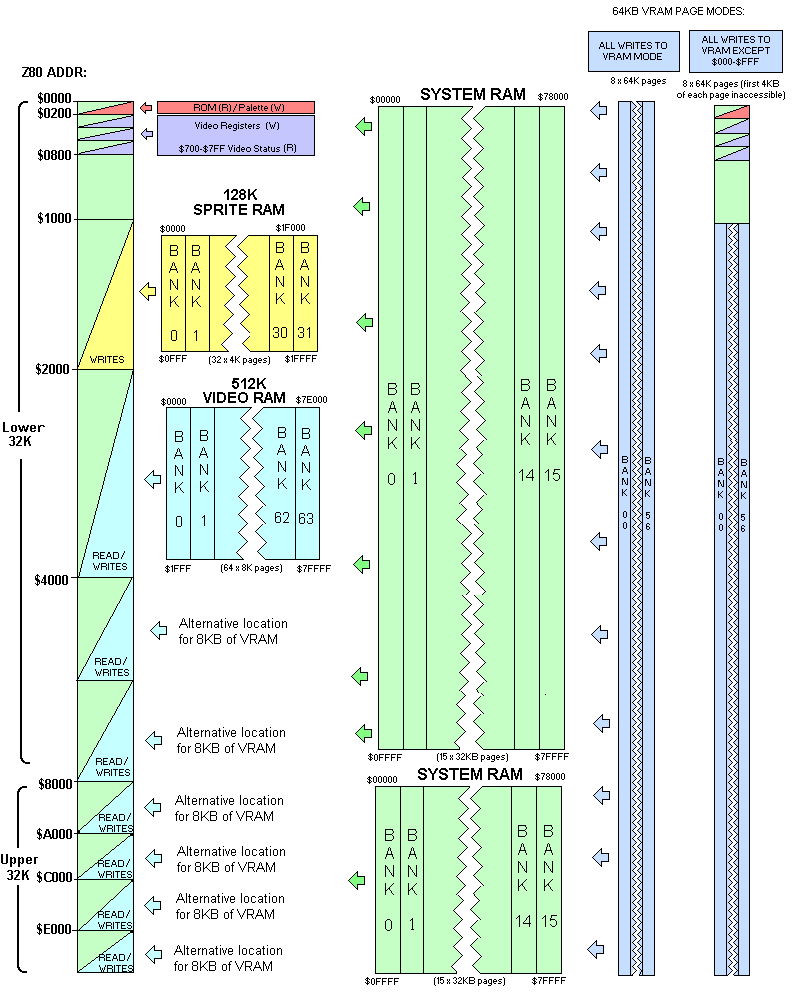 64KB VRAM PAGE MODES:
ALL WRITES TO
VRAM MODE
ALL WRITES TO
VRAM EXCEPT
$000-$FFF
8 x 64K pages
8 x 64K pages (first 4KB
of each page inaccessible)
Z80 ADDR:
$0000
$0200
$0800
$1000
$2000
$4000
$8000
$A000
$C000
$E000
Lower
32K
Upper
32K
ROM (R) / Palette (W)
Video Registers (W)
$700-$7FF Video Status (R)
WRITES
READ/
WRITES
READ/
WRITES
READ/
WRITES
READ/
WRITES
READ/
WRITES
READ/
WRITES
READ/
WRITES
128K
SPRITE RAM
$0000
$1F000
BANK 0
BANK 1
BANK 30
BANK 31
$0FFF
(32 x 4K pages)
$1FFFF
512K
VIDEO RAM
$0000
$7E000
BANK 0
BANK 1
BANK 62
BANK 63
$1FFF
(64 x 8K pages)
$7FFFF
Alternative location
for 8KB of VRAM
Alternative location
for 8KB of VRAM
Alternative location
for 8KB of VRAM
Alternative location
for 8KB of VRAM
Alternative location
for 8KB of VRAM
Alternative location
for 8KB of VRAM
SYSTEM RAM
$00000
$78000
BANK 0
BANK 1
BANK 14
BANK 15
$0FFFF
(15 x 32KB pages)
$7FFFF
SYSTEM RAM
$00000
$78000
BANK 0
BANK 1
BANK 14
BANK 15
$0FFFF
(15 x 32KB pages)
$7FFFF
BANK 00
BANK 56
BANK 00
BANK 56